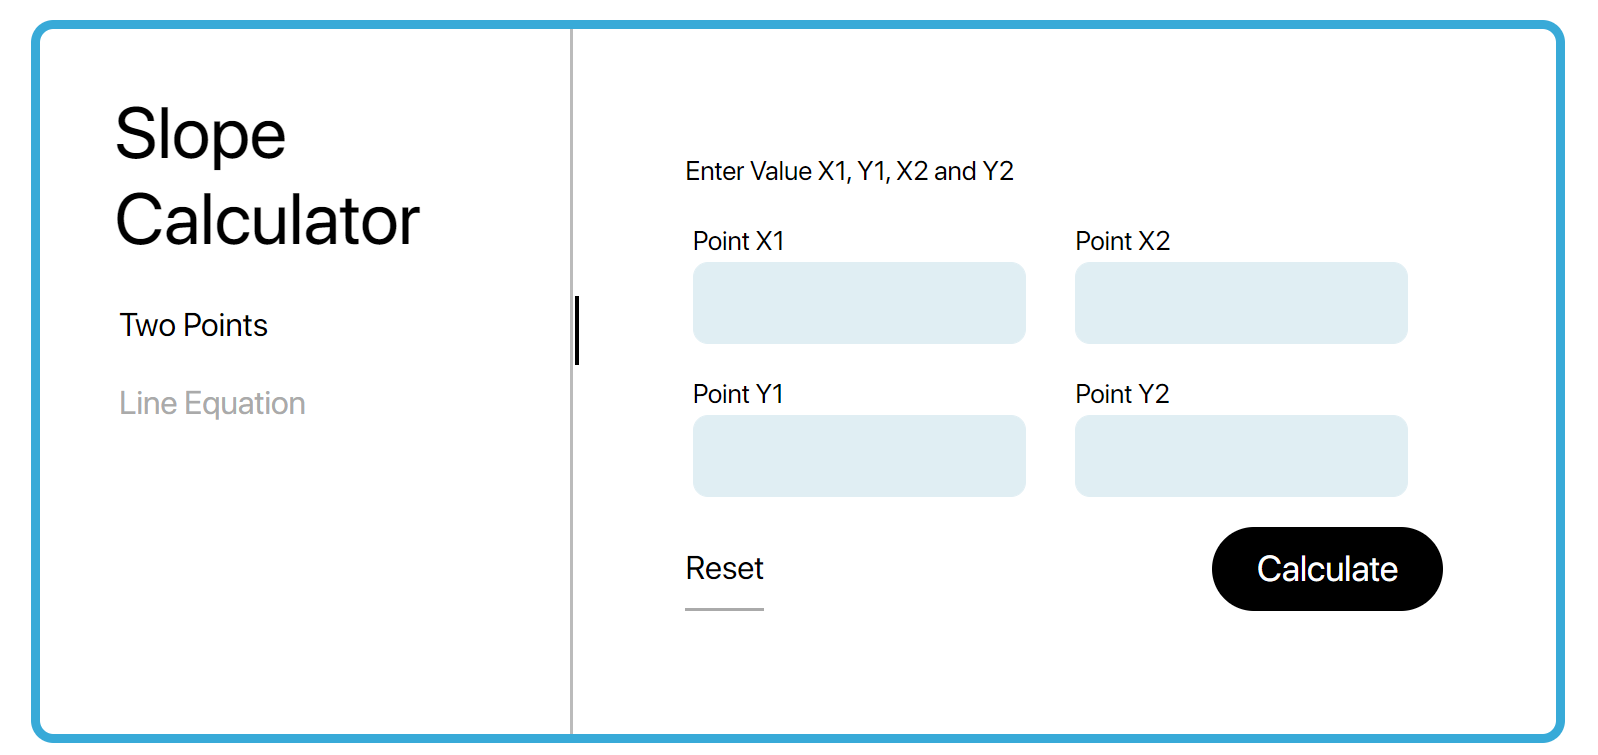 Slope
Calculator
Two Points
Line Equation
Enter Value X1, Y1, X2 and Y2
Point X1
Point X2
Point Y1
Point Y2
Reset
Calculate